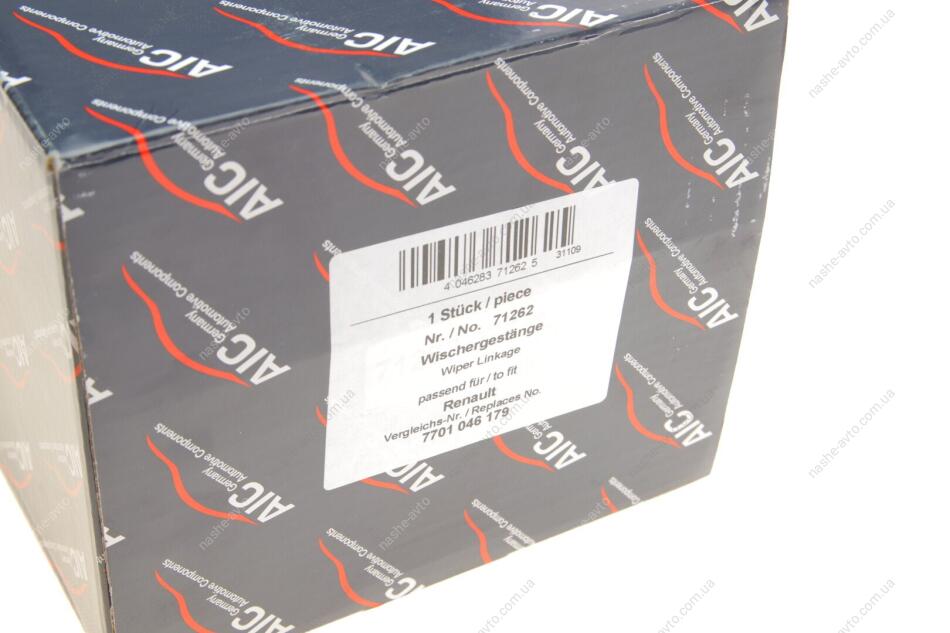 AIC Germany
Automotive Components
4 046283 71262 5
31109
1 Stück / piece
Nr. / No. 71262
Wischergestänge
Wiper Linkage
passend für / to fit
Renault
Vergleichs-Nr. / Replaces No.
7701 046 179
nashe-avto.com.ua